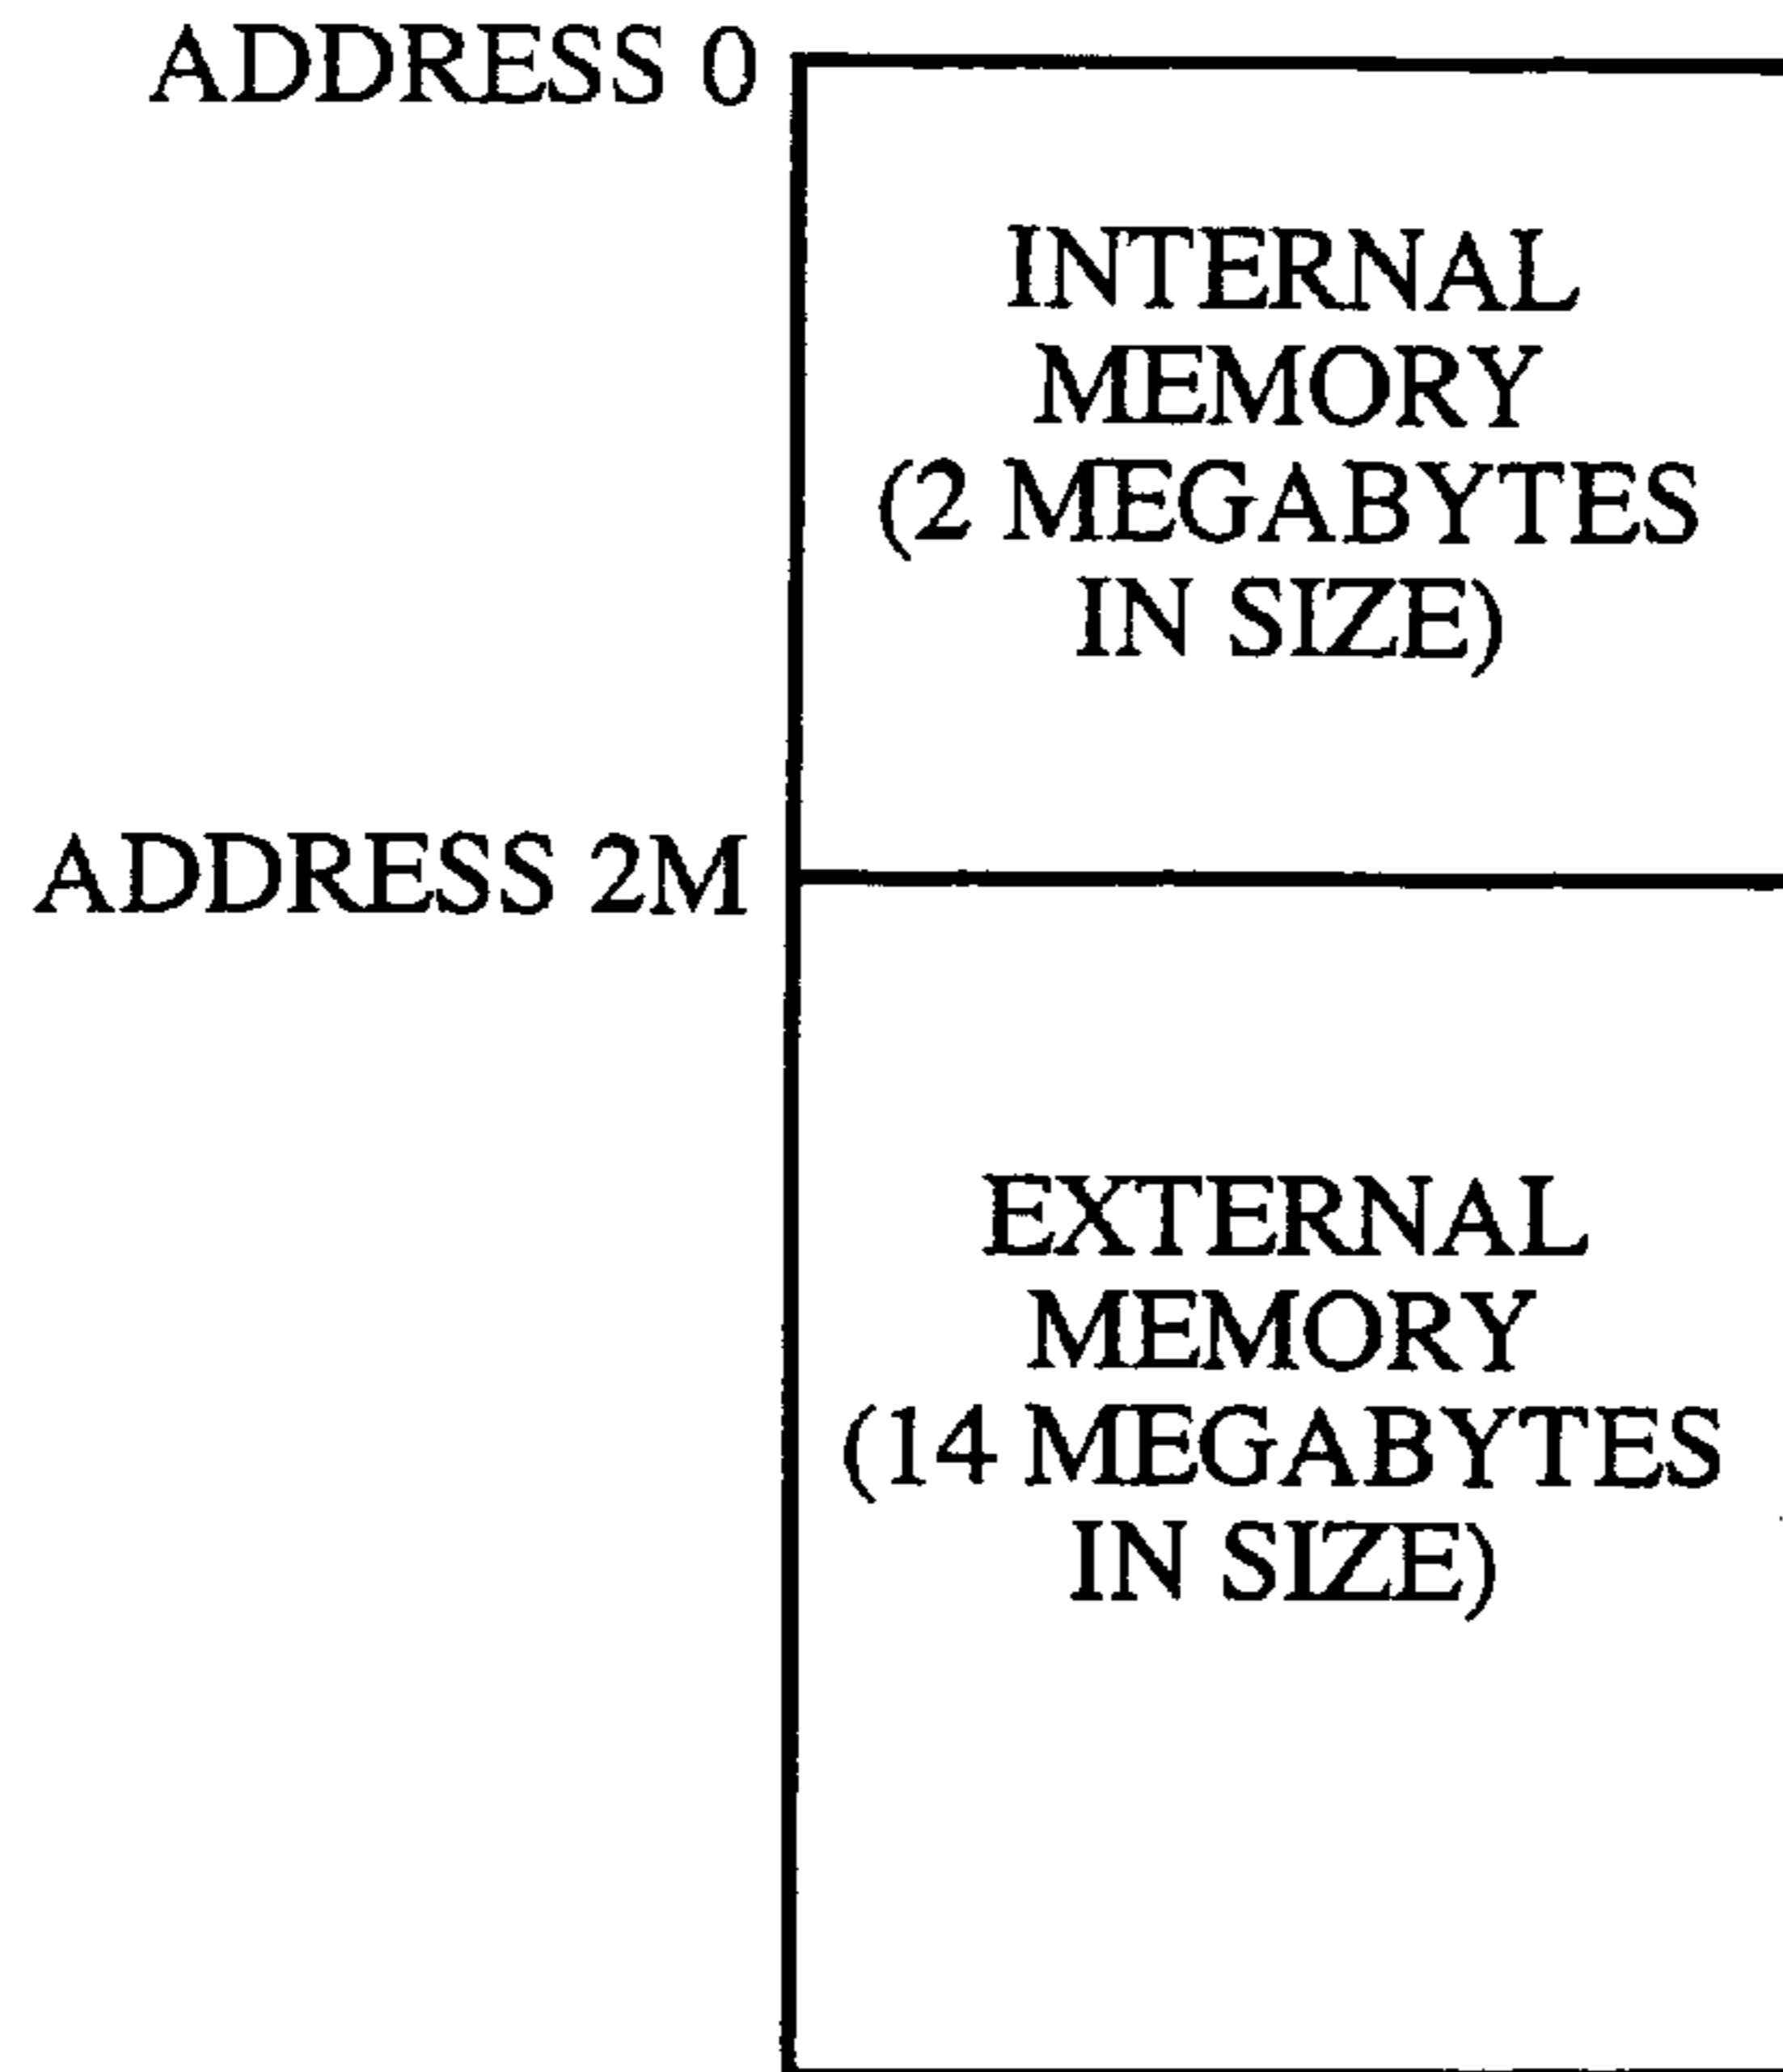 ADDRESS 0
INTERNAL
MEMORY
(2 MEGABYTES
IN SIZE)
ADDRESS 2M
EXTERNAL
MEMORY
(14 MEGABYTES
IN SIZE)